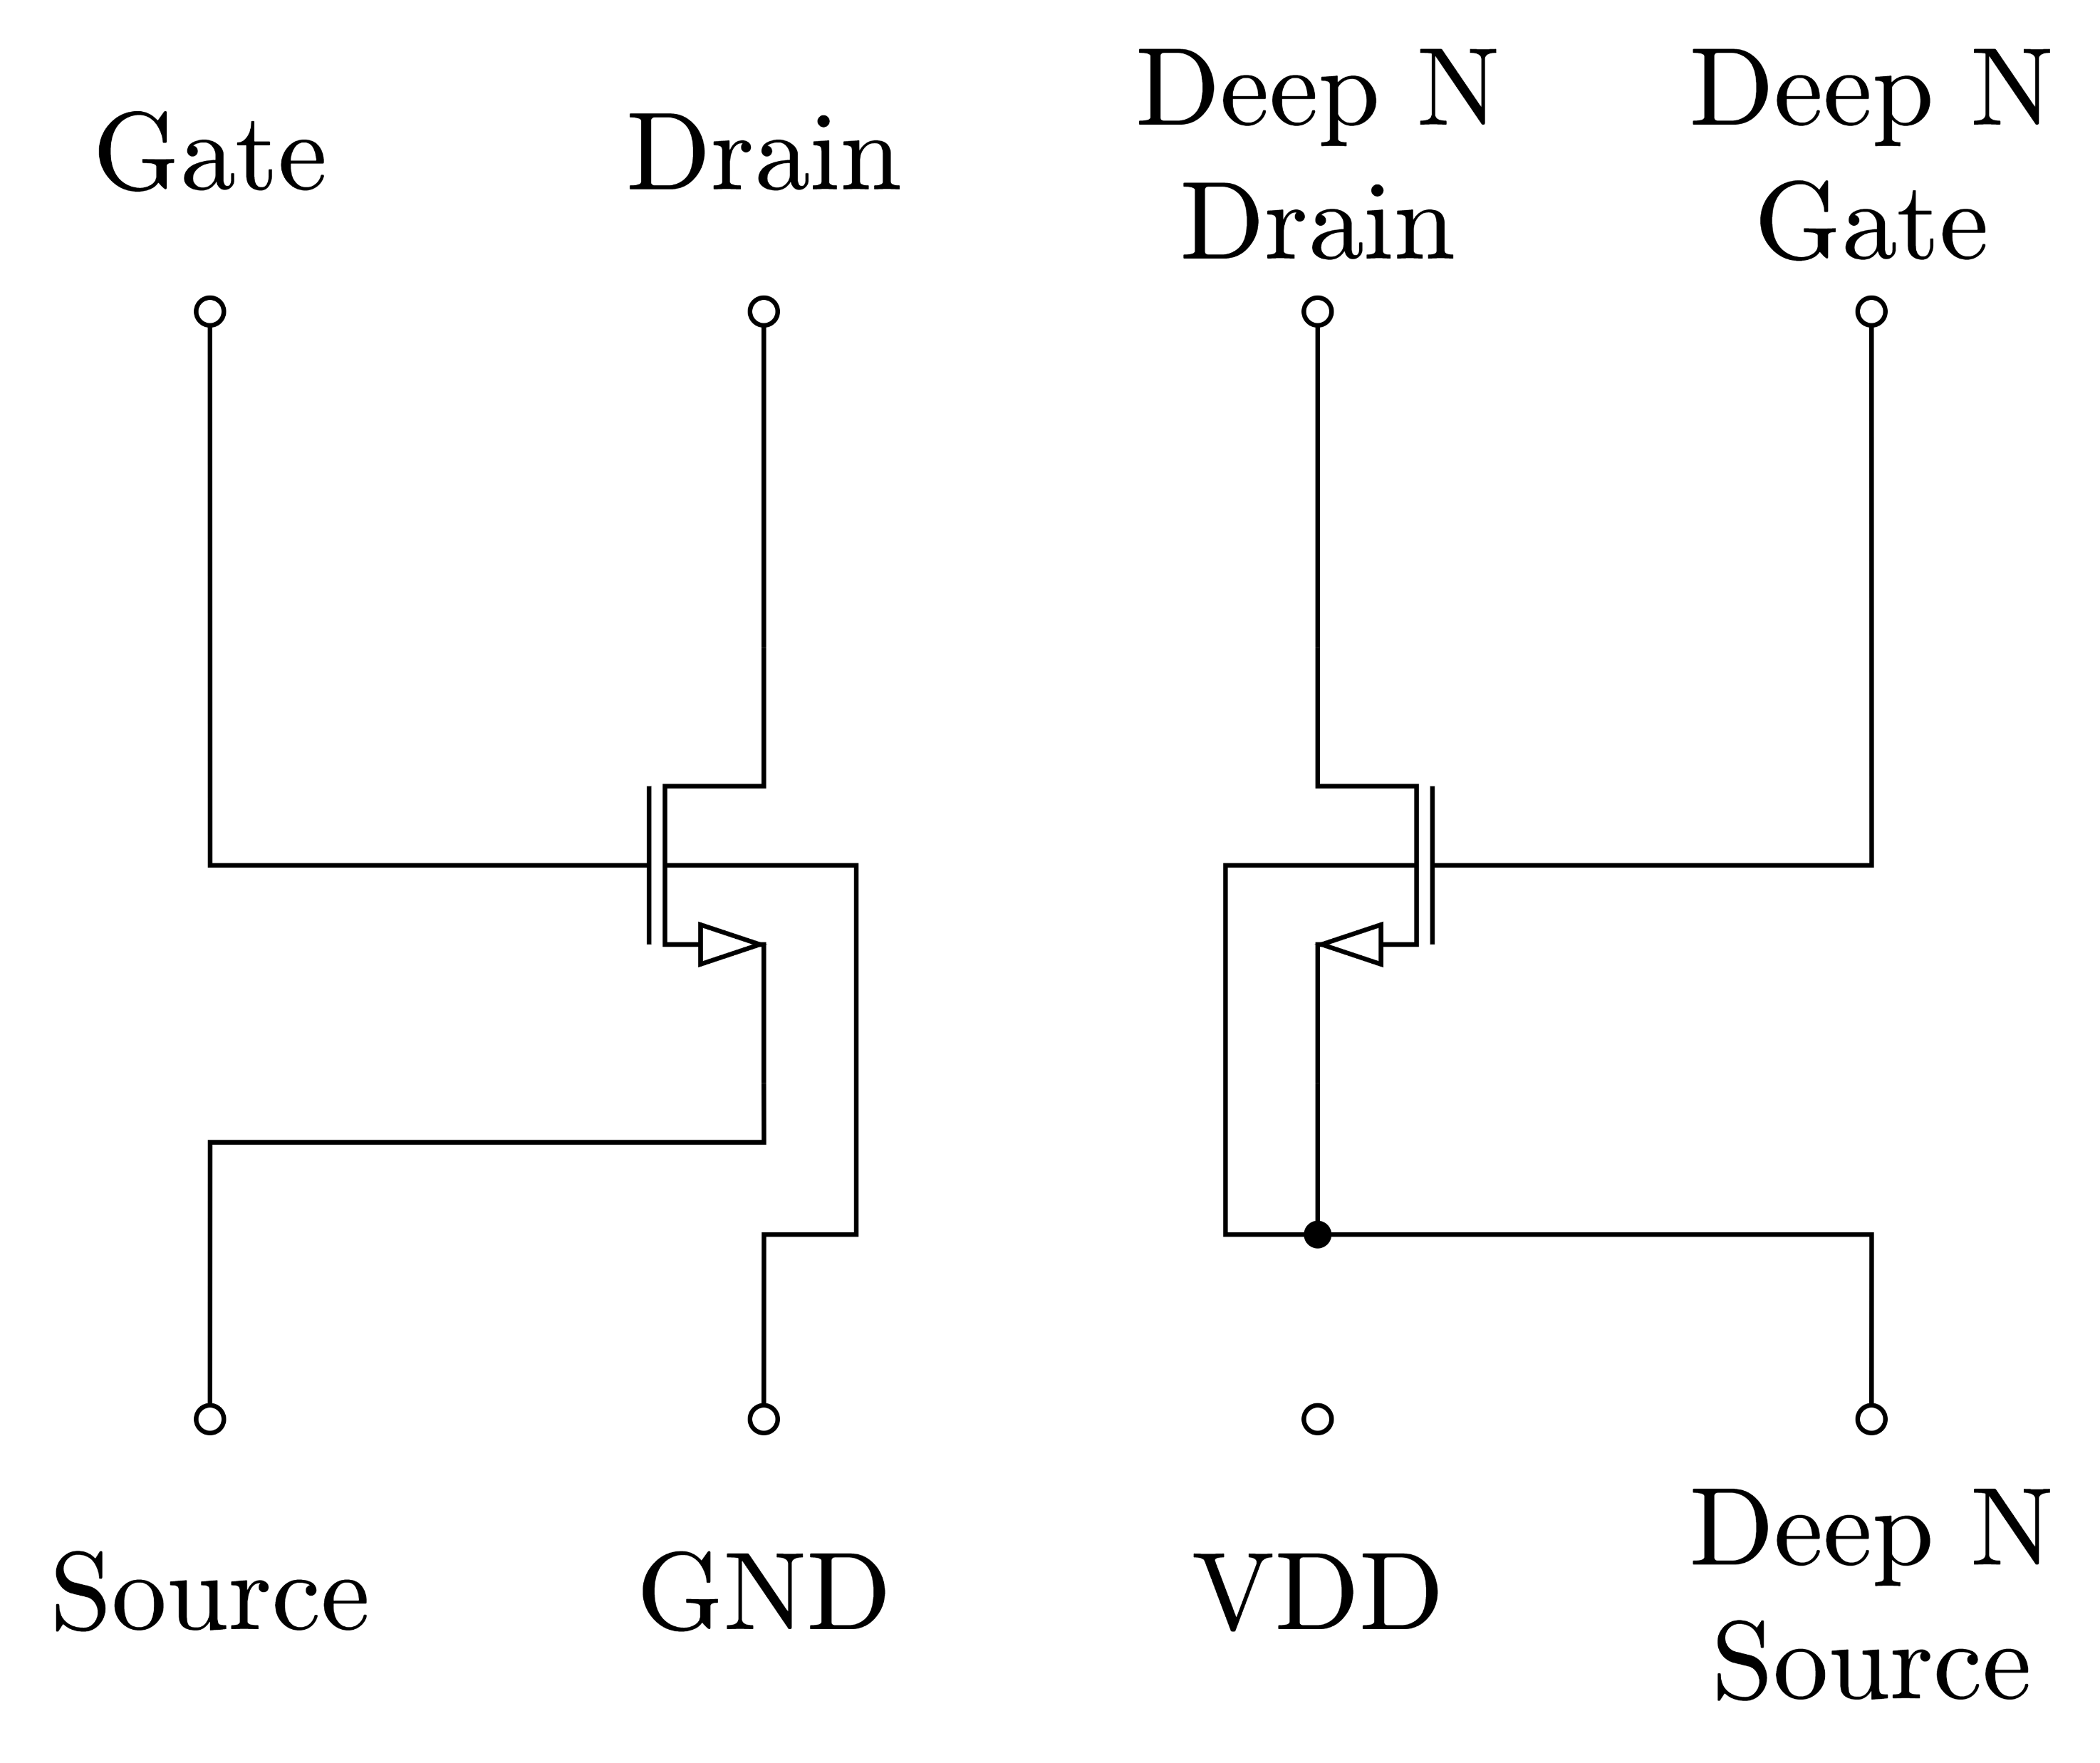 Gate
Drain
Deep N
Drain
Deep N
Gate
Source
GND
VDD
Deep N
Source